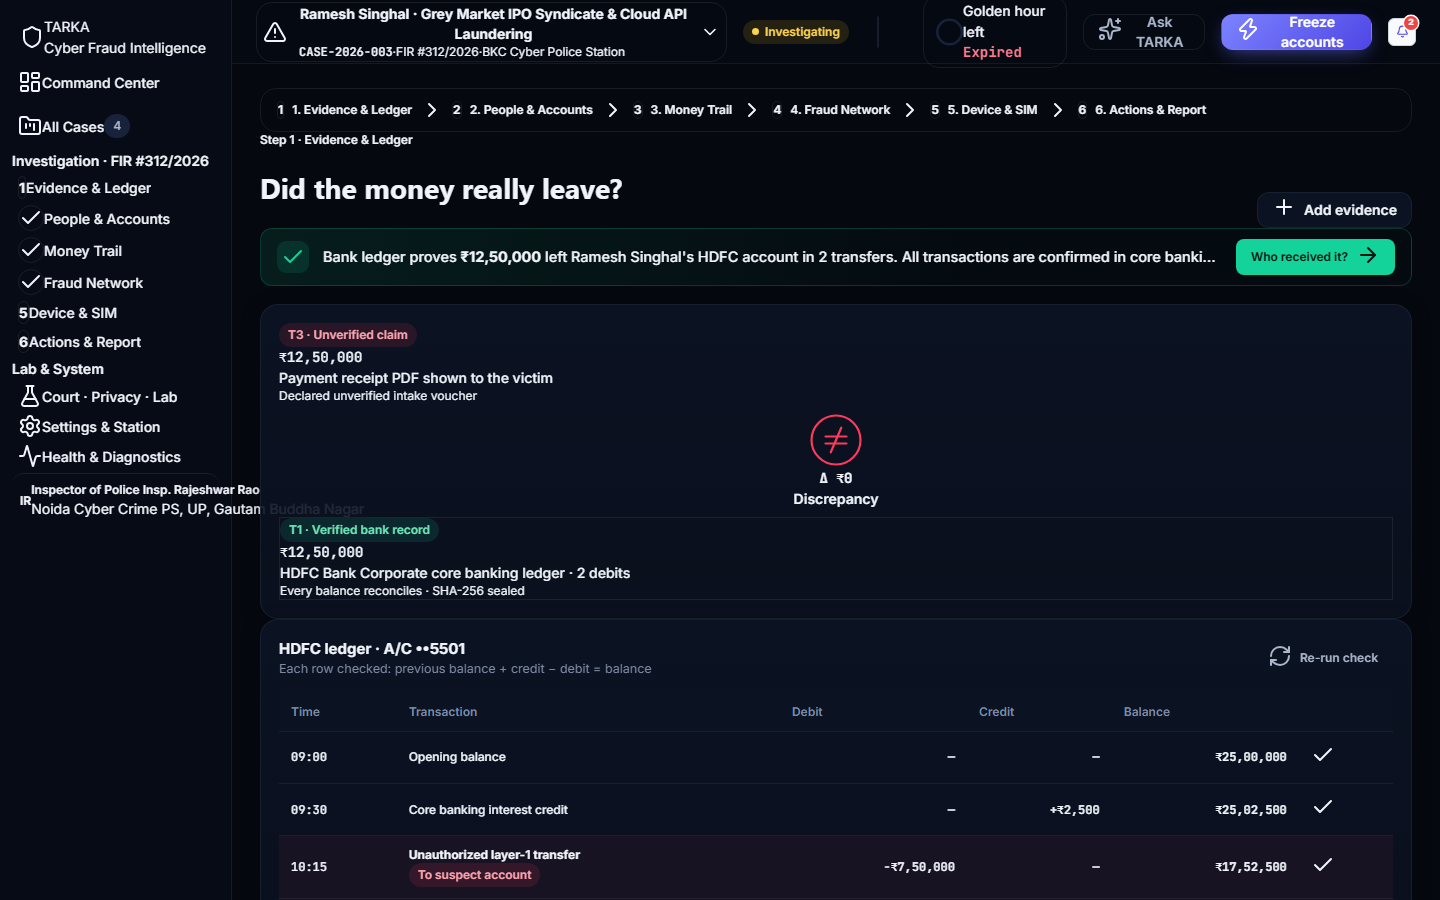 TARKA
Cyber Fraud Intelligence
Command Center
All Cases 4
Investigation · FIR #312/2026
1 Evidence & Ledger
People & Accounts
Money Trail
Fraud Network
5 Device & SIM
6 Actions & Report
Lab & System
Court · Privacy · Lab
Settings & Station
Health & Diagnostics
IR
Inspector of Police Insp. Rajeshwar Rao
Noida Cyber Crime PS, UP, Gautam Buddha Nagar
Ramesh Singhal · Grey Market IPO Syndicate & Cloud API
Laundering
CASE-2026-003·FIR #312/2026·BKC Cyber Police Station
Investigating
Golden hour
left
Expired
Ask
TARKA
Freeze
accounts
2
1 1. Evidence & Ledger 2 2. People & Accounts 3 3. Money Trail 4 4. Fraud Network 5 5. Device & SIM 6 6. Actions & Report
Step 1 · Evidence & Ledger
Did the money really leave?
Add evidence
Bank ledger proves ₹12,50,000 left Ramesh Singhal's HDFC account in 2 transfers. All transactions are confirmed in core banki...
Who received it?
T3 · Unverified claim
₹12,50,000
Payment receipt PDF shown to the victim
Declared unverified intake voucher
≠
Δ ₹0
Discrepancy
T1 · Verified bank record
₹12,50,000
HDFC Bank Corporate core banking ledger · 2 debits
Every balance reconciles · SHA-256 sealed
HDFC ledger · A/C ••5501
Each row checked: previous balance + credit − debit = balance
Re-run check
Time Transaction Debit Credit Balance
09:00 Opening balance — — ₹25,00,000
09:30 Core banking interest credit — +₹2,500 ₹25,02,500
10:15 Unauthorized layer-1 transfer -₹7,50,000 — ₹17,52,500
To suspect account